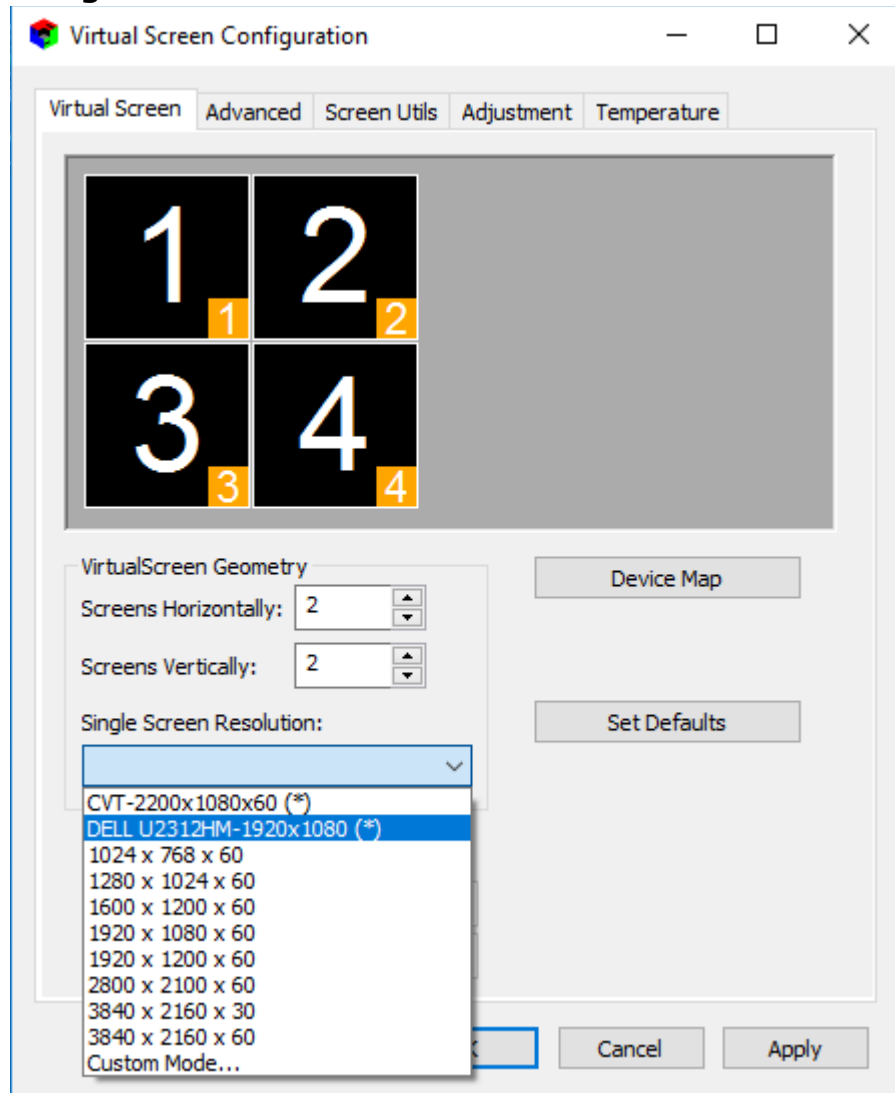 Virtual Screen Configuration
Virtual Screen Advanced Screen Utils Adjustment Temperature
1 1 2 2
3 3 4 4
VirtualScreen Geometry
Screens Horizontally: 2
Device Map
Screens Vertically: 2
Single Screen Resolution:
Set Defaults
CVT-2200x1080x60 (*)
DELL U2312HM-1920x1080 (*)
1024 x 768 x 60
1280 x 1024 x 60
1600 x 1200 x 60
1920 x 1080 x 60
1920 x 1200 x 60
2800 x 2100 x 60
3840 x 2160 x 30
3840 x 2160 x 60
Custom Mode...
Cancel Apply